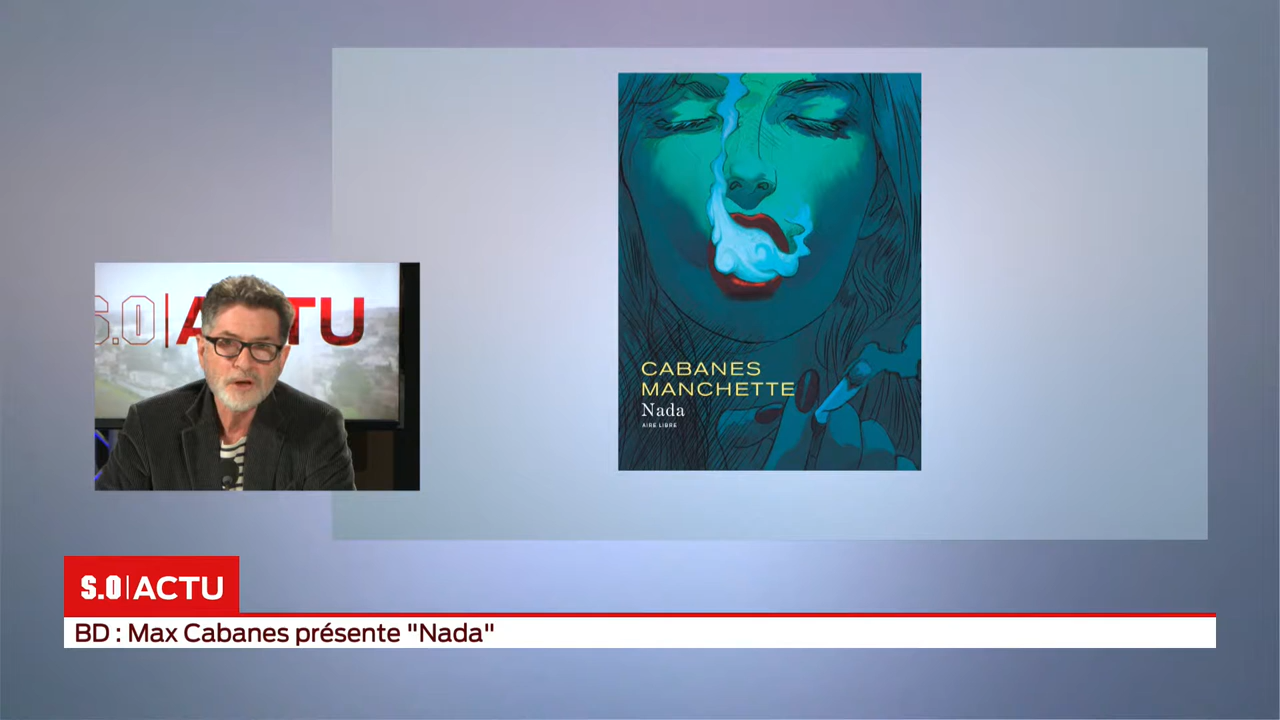 S.O|ACTU
CABANES
MANCHETTE
Nada
AIRE LIBRE
S.O|ACTU
BD : Max Cabanes présente "Nada"